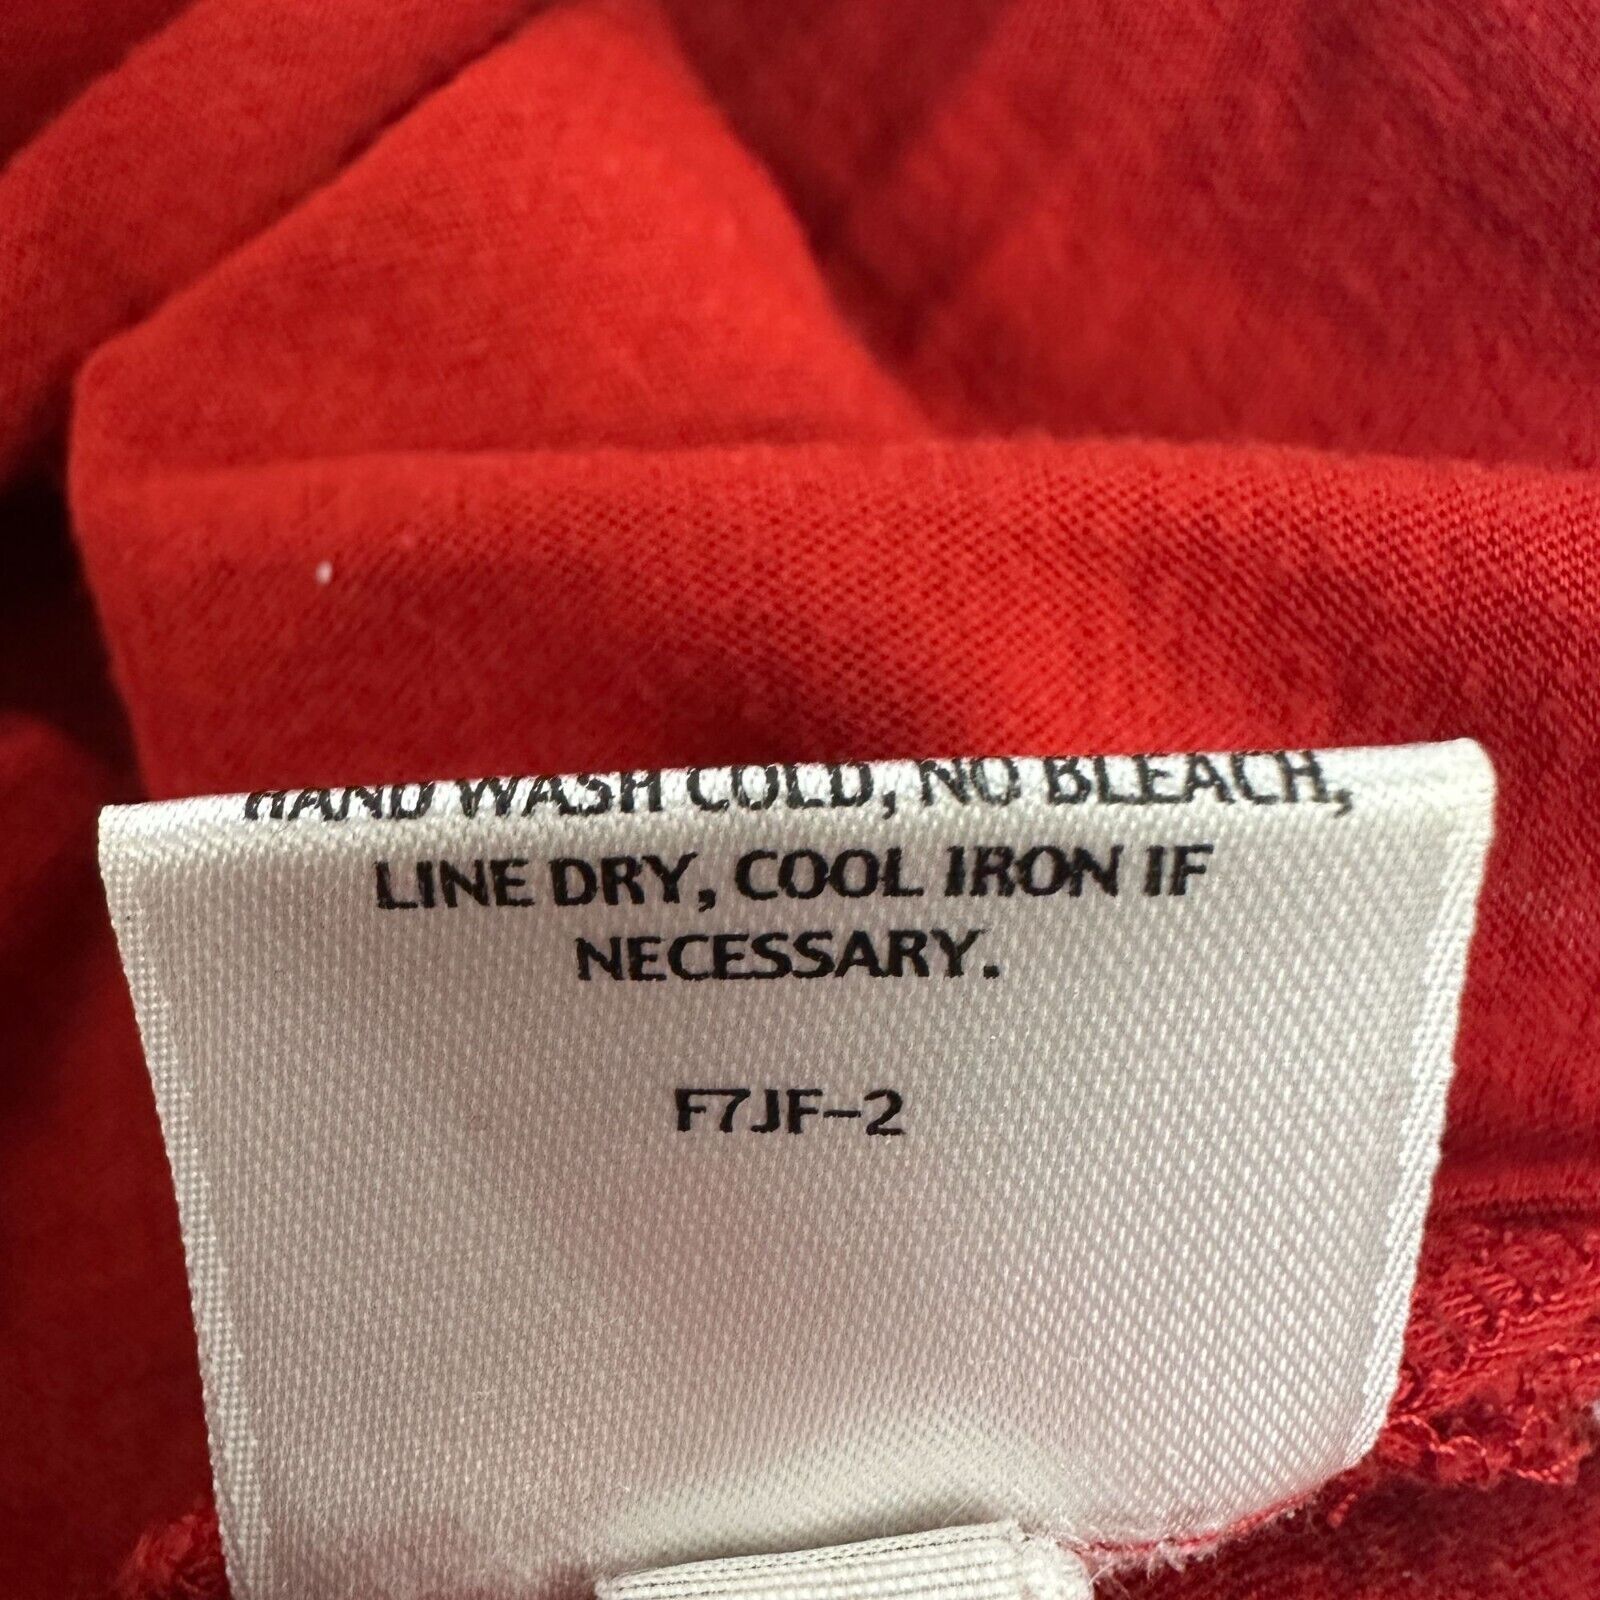 HAND WASH COLD, NO BLEACH,
LINE DRY, COOL IRON IF
NECESSARY.
F7JF-2